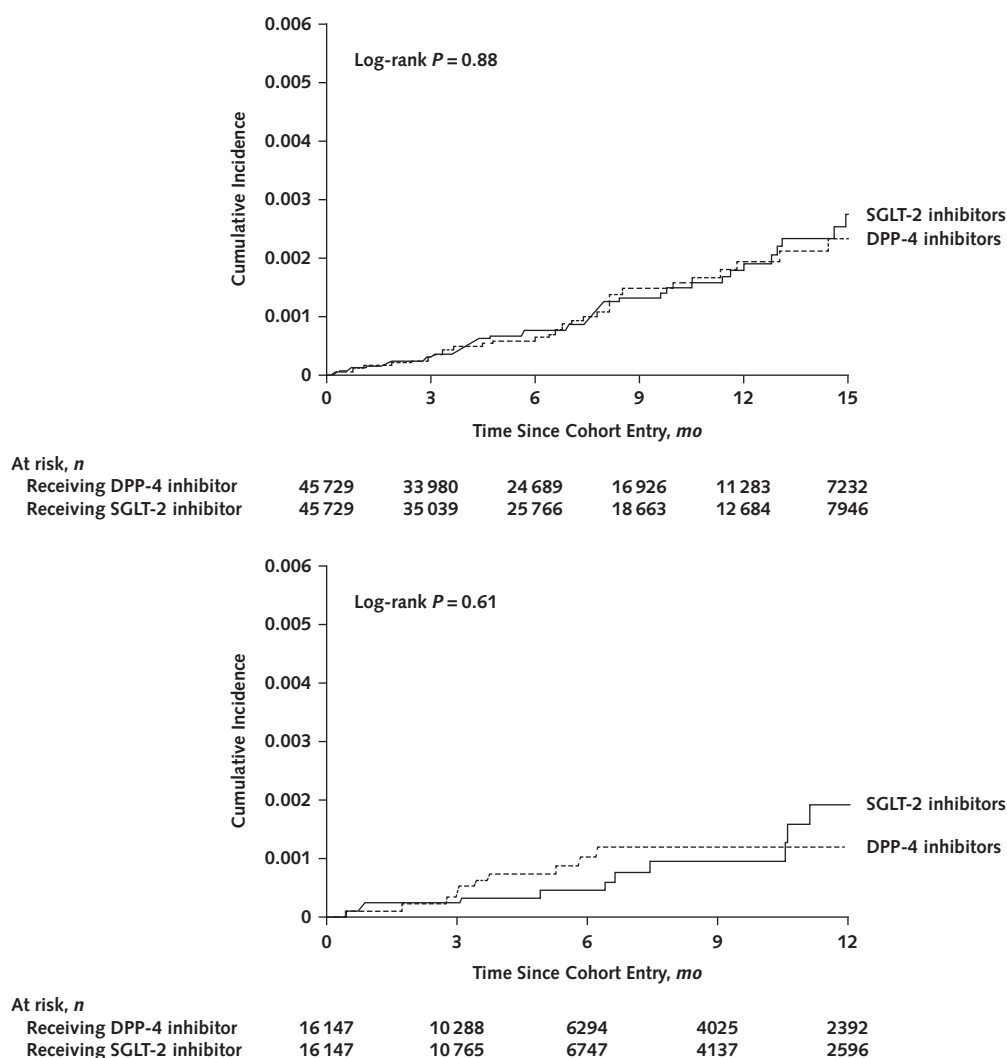 0.006
Log-rank P = 0.88
0.005
0.004
Cumulative Incidence
0.003
SGLT-2 inhibitors
DPP-4 inhibitors
0.002
0.001
0
0 3 6 9 12 15
Time Since Cohort Entry, mo
At risk, n
Receiving DPP-4 inhibitor 45 729 33 980 24 689 16 926 11 283 7232
Receiving SGLT-2 inhibitor 45 729 35 039 25 766 18 663 12 684 7946
0.006
Log-rank P = 0.61
0.005
0.004
Cumulative Incidence
0.003
0.002
SGLT-2 inhibitors
DPP-4 inhibitors
0.001
0
0 3 6 9 12
Time Since Cohort Entry, mo
At risk, n
Receiving DPP-4 inhibitor 16 147 10 288 6294 4025 2392
Receiving SGLT-2 inhibitor 16 147 10 765 6747 4137 2596